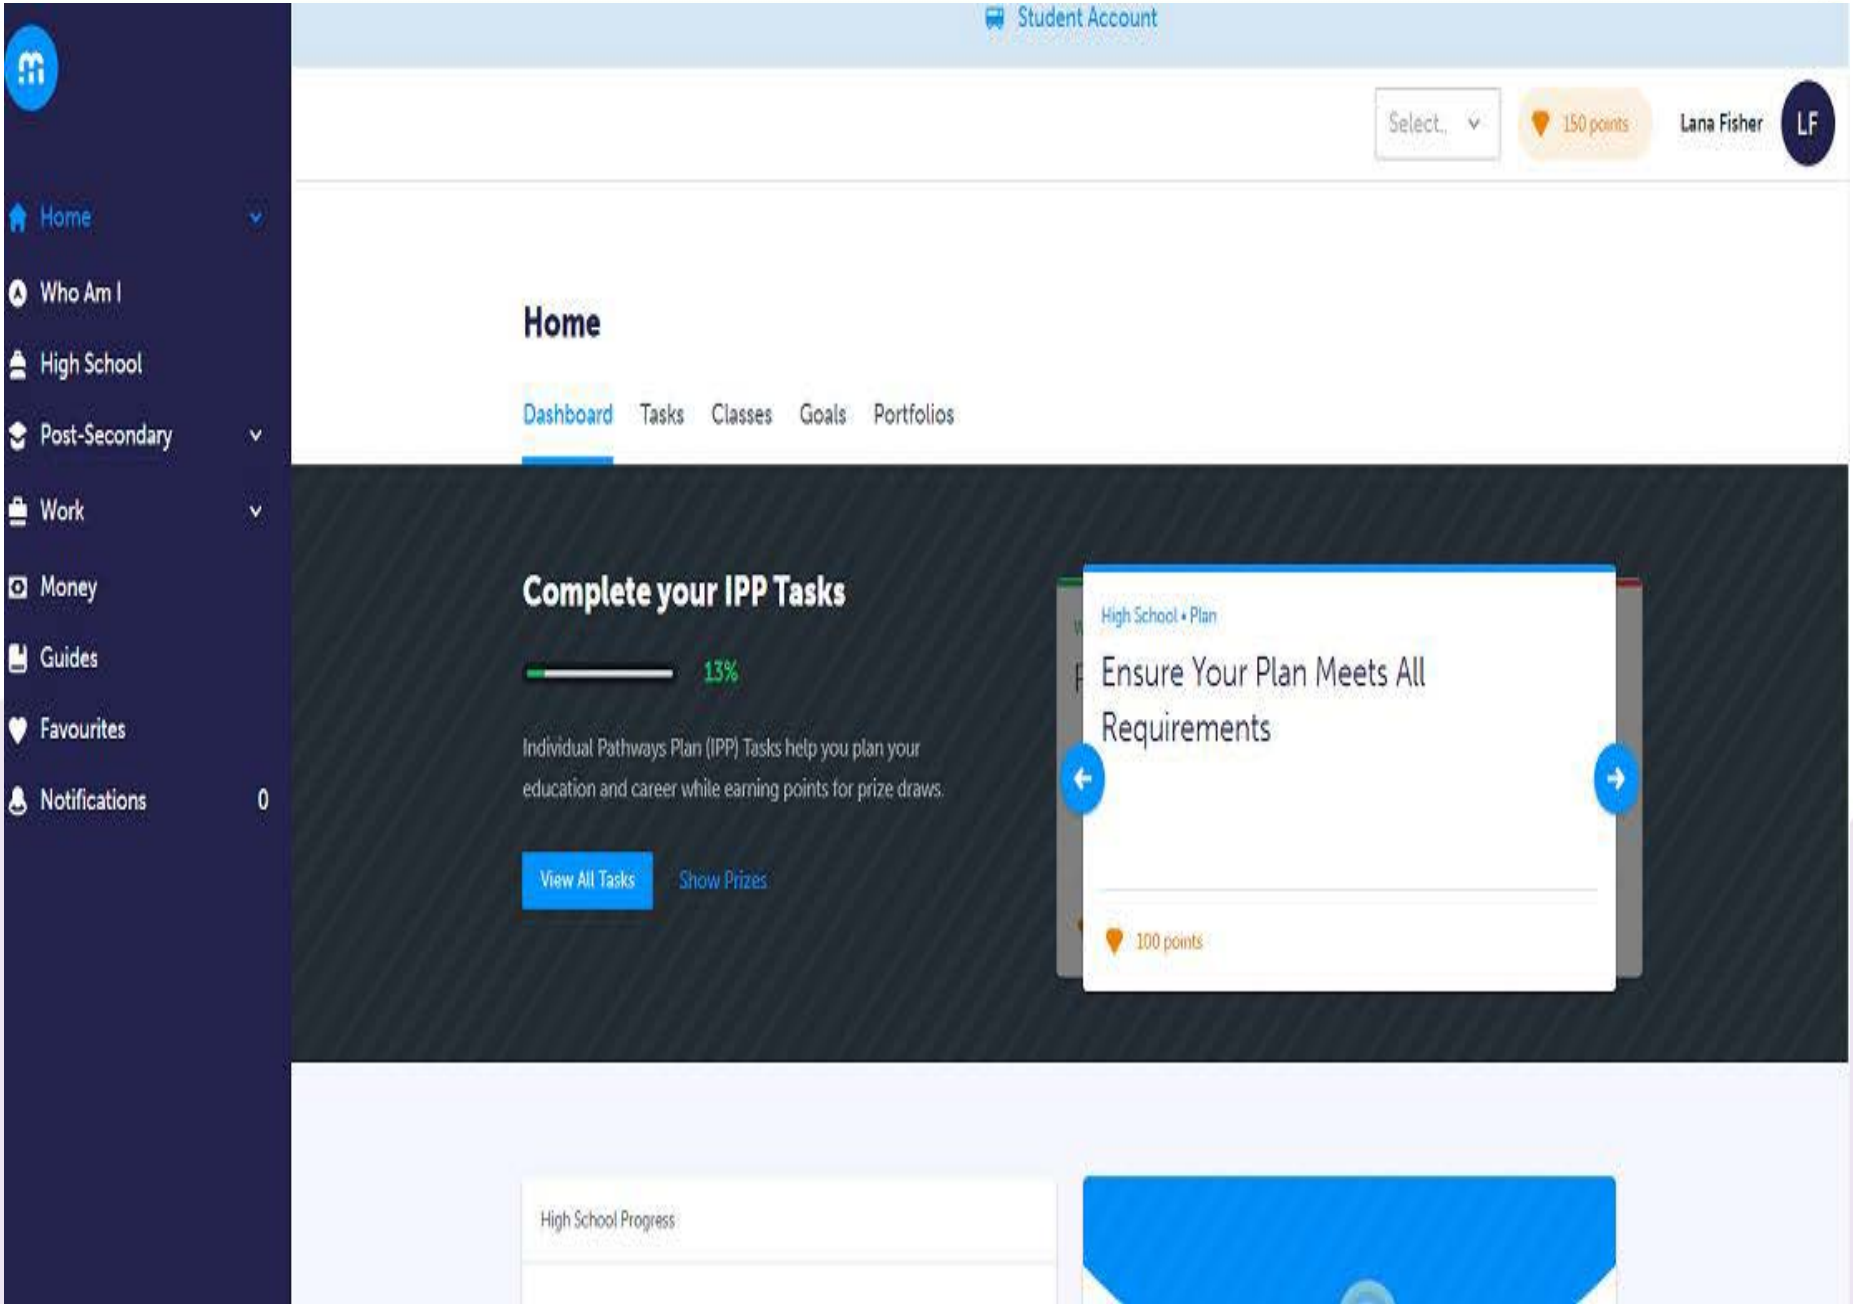 Student Account
Select..
150 points
Lana Fisher
LF
Home
Who Am I
High School
Post-Secondary
Work
Money
Guides
Favourites
Notifications 0
Home
Dashboard Tasks Classes Goals Portfolios
Complete your IPP Tasks
13%
Individual Pathways Plan (IPP) Tasks help you plan your
education and career while earning points for prize draws.
View All Tasks Show Prizes
High School • Plan
Ensure Your Plan Meets All
Requirements
100 points
High School Progress